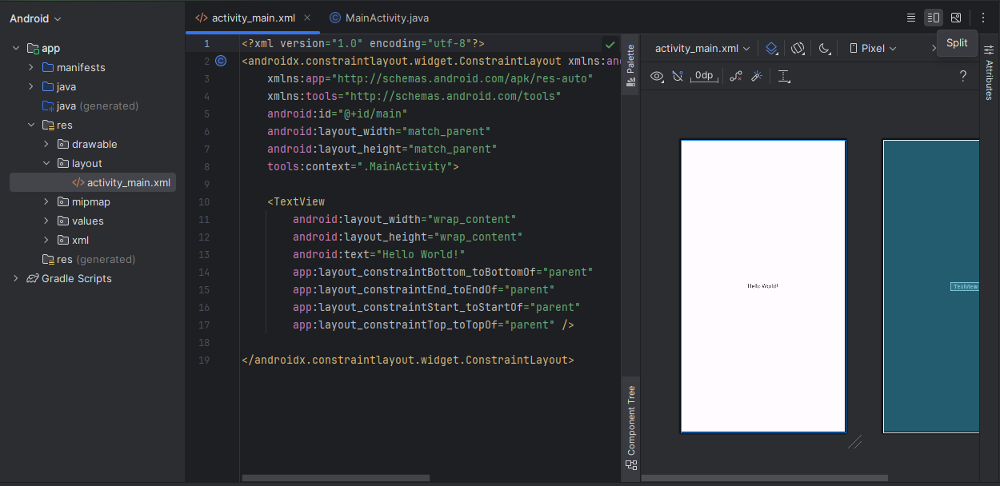 Android
app
manifests
java
java (generated)
res
drawable
layout
activity_main.xml
mipmap
values
xml
res (generated)
Gradle Scripts
activity_main.xml
MainActivity.java
1 <?xml version="1.0" encoding="utf-8"?>
2 <androidx.constraintlayout.widget.ConstraintLayout xmlns:an
3 xmlns:app="http://schemas.android.com/apk/res-auto"
4 xmlns:tools="http://schemas.android.com/tools"
5 android:id="@+id/main"
6 android:layout_width="match_parent"
7 android:layout_height="match_parent"
8 tools:context=".MainActivity">
9
10 <TextView
11 android:layout_width="wrap_content"
12 android:layout_height="wrap_content"
13 android:text="Hello World!"
14 app:layout_constraintBottom_toBottomOf="parent"
15 app:layout_constraintEnd_toEndOf="parent"
16 app:layout_constraintStart_toStartOf="parent"
17 app:layout_constraintTop_toTopOf="parent" />
18
19 </androidx.constraintlayout.widget.ConstraintLayout>
Palette
Component Tree
activity_main.xml
Pixel
Split
0dp
?
Hello World!
TextView
Attributes